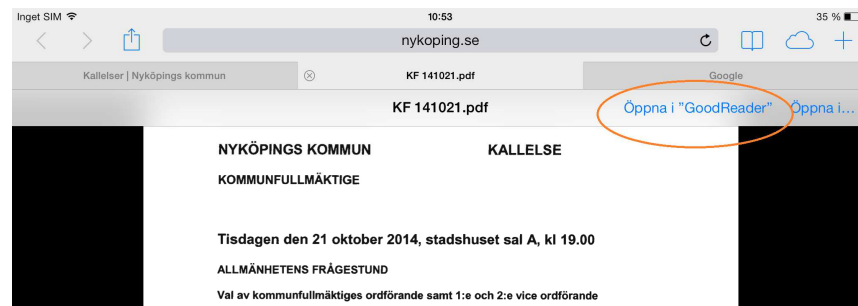 Inget SIM 10:53 35 %
nykoping.se
Kallelser | Nyköpings kommun KF 141021.pdf Google
KF 141021.pdf Öppna i ”GoodReader” Öppna i...
NYKÖPINGS KOMMUN KALLELSE
KOMMUNFULLMÄKTIGE
Tisdagen den 21 oktober 2014, stadshuset sal A, kl 19.00
ALLMÄNHETENS FRÅGESTUND
Val av kommunfullmäktiges ordförande samt 1:e och 2:e vice ordförande